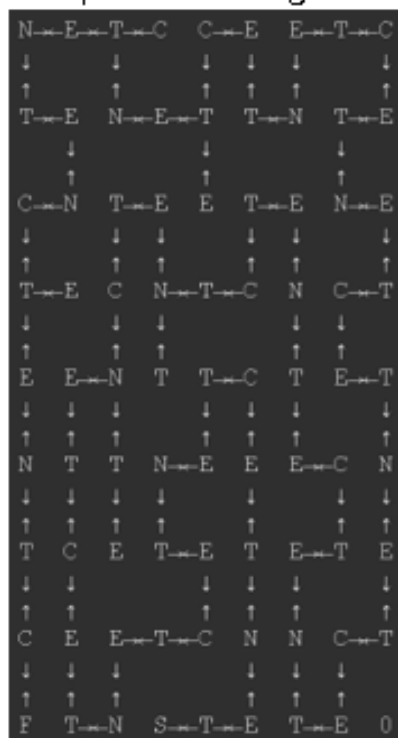 N→←E→←T→←C C→←E E→←T→←C
↓ ↓ ↓ ↓ ↓
↑ ↑ ↑ ↑ ↑ ↑
T→←E N→←E→←T T→←N T→←E
↓ ↓ ↓
↑ ↑ ↑
C→←N T→←E E T→←E N→←E
↓ ↓ ↓ ↓ ↓ ↓
↑ ↑ ↑ ↑ ↑ ↑
T→←E C N→←T→←C N C→←T
↓ ↓ ↓ ↓ ↓
↑ ↑ ↑ ↑ ↑
E E→←N T T→←C T E→←T
↓ ↓ ↓ ↓ ↓ ↓ ↓
↑ ↑ ↑ ↑ ↑ ↑ ↑
N T T N→←E E E→←C N
↓ ↓ ↓ ↓ ↓ ↓ ↓
↑ ↑ ↑ ↑ ↑ ↑ ↑
T C E T→←E T E→←T E
↓ ↓ ↓ ↓ ↓ ↓
↑ ↑ ↑ ↑ ↑ ↑
C E E→←T→←C N N C→←T
↓ ↓ ↓ ↓ ↓ ↓
↑ ↑ ↑ ↑ ↑ ↑
F T→←N S→←T→←E T→←E 0